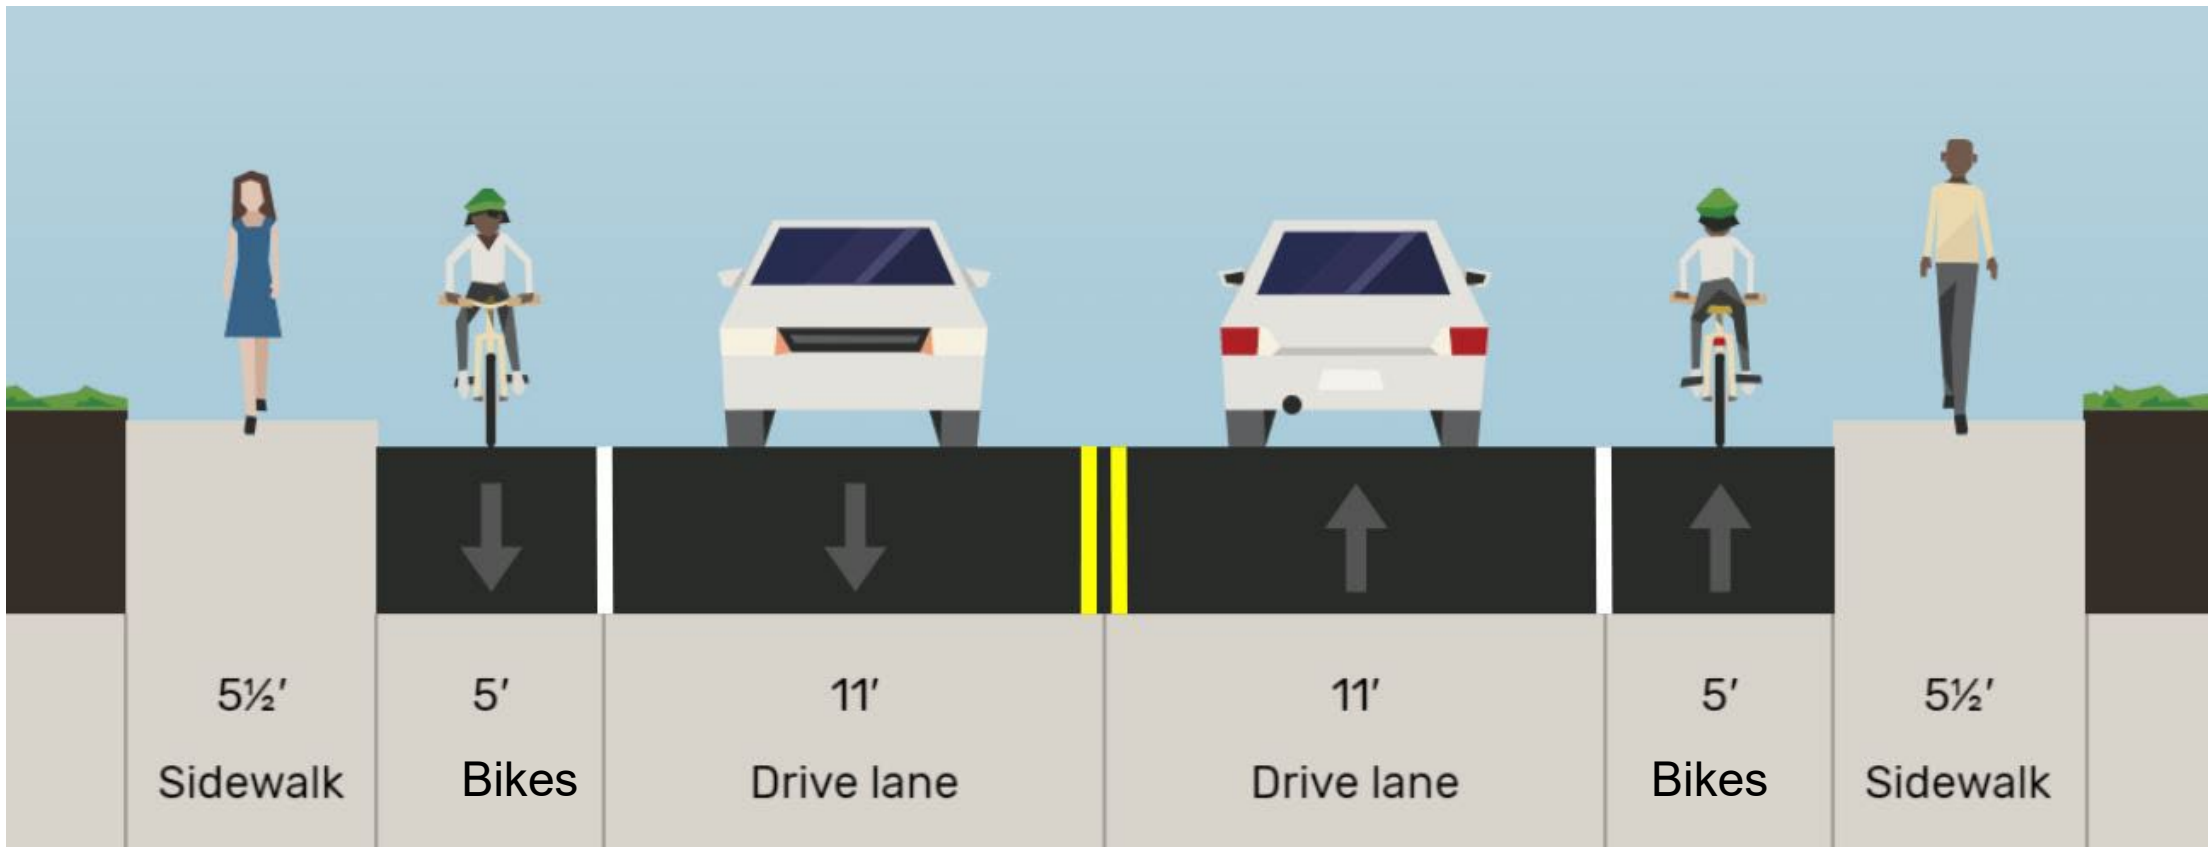 5½′
Sidewalk
5′
Bikes
11′
Drive lane
11′
Drive lane
5′
Bikes
5½′
Sidewalk